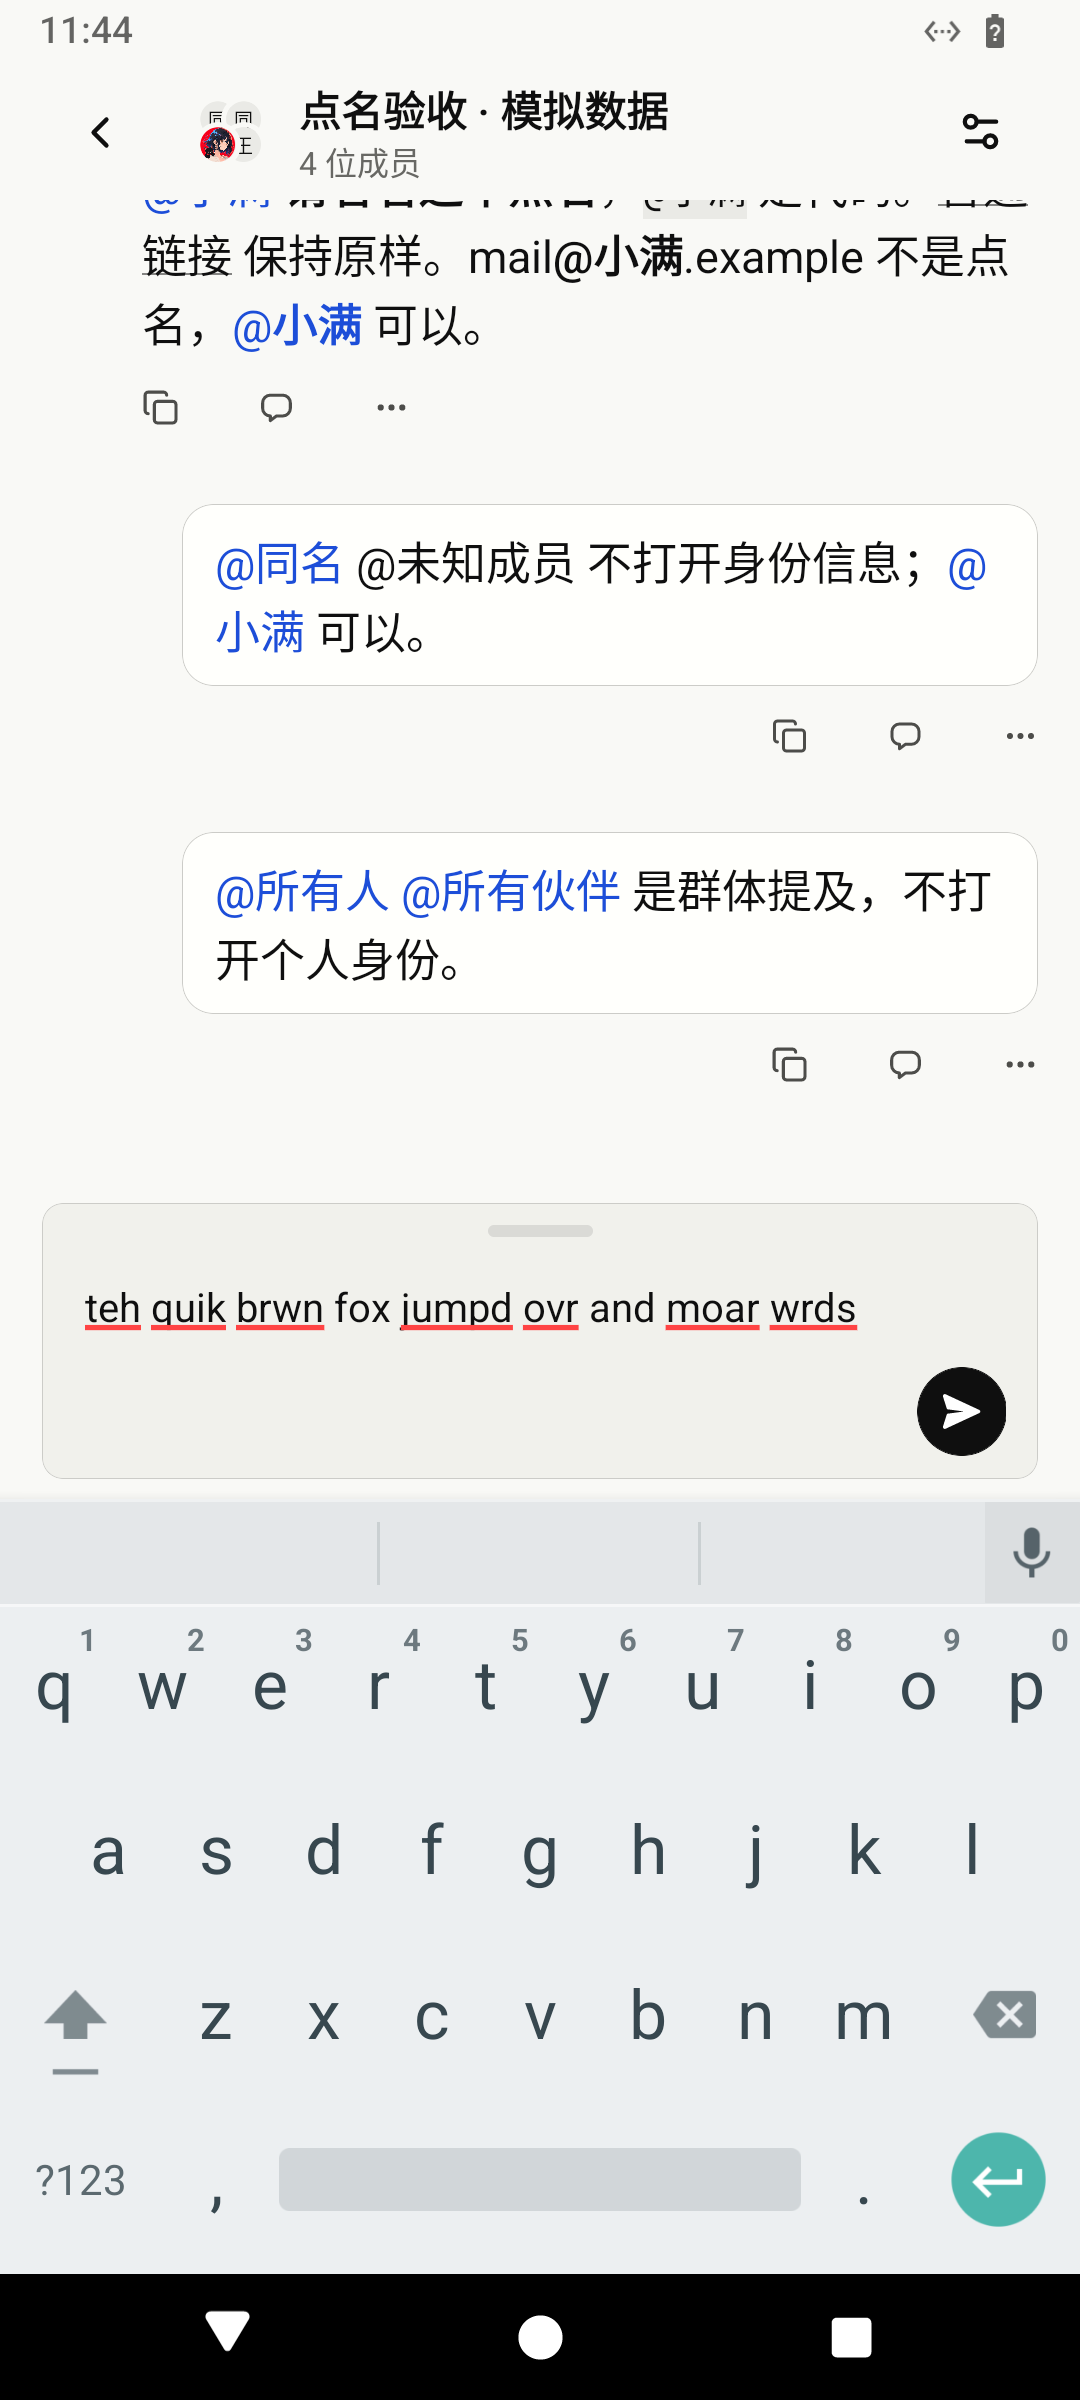 11:44
点名验收 · 模拟数据
4 位成员
链接 保持原样。mail@小满.example 不是点
名，@小满 可以。
@同名 @未知成员 不打开身份信息；@
小满 可以。
@所有人 @所有伙伴 是群体提及，不打
开个人身份。
teh quik brwn fox jumpd ovr and moar wrds
1 2 3 4 5 6 7 8 9 0
q w e r t y u i o p
a s d f g h j k l
z x c v b n m
?123 , .